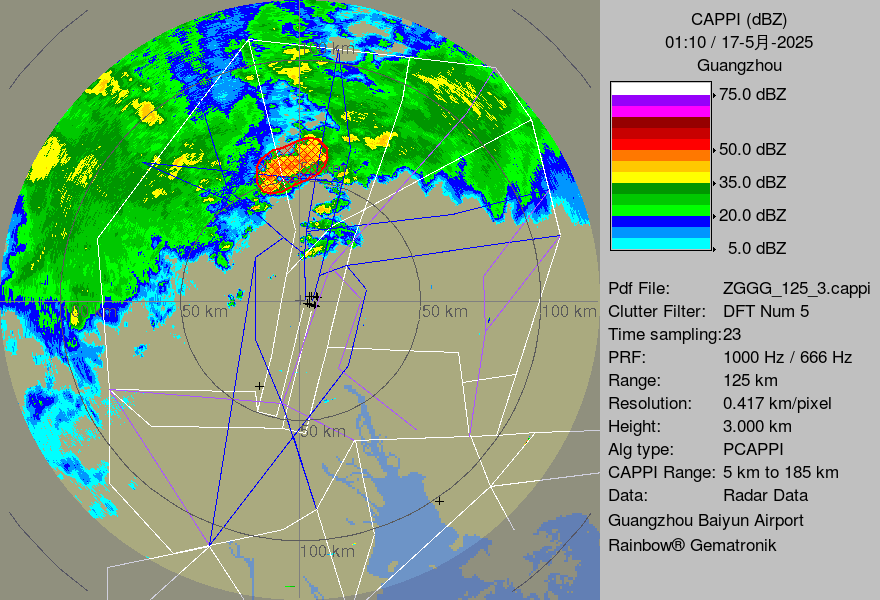 CAPPI (dBZ)
01:10 / 17-5月-2025
Guangzhou
75.0 dBZ
50.0 dBZ
35.0 dBZ
20.0 dBZ
5.0 dBZ
Pdf File: ZGGG_125_3.cappi
Clutter Filter: DFT Num 5
Time sampling:23
PRF: 1000 Hz / 666 Hz
Range: 125 km
Resolution: 0.417 km/pixel
Height: 3.000 km
Alg type: PCAPPI
CAPPI Range: 5 km to 185 km
Data: Radar Data
Guangzhou Baiyun Airport
Rainbow® Gematronik
100 km
50 km
50 km
100 km
50 km
100 km